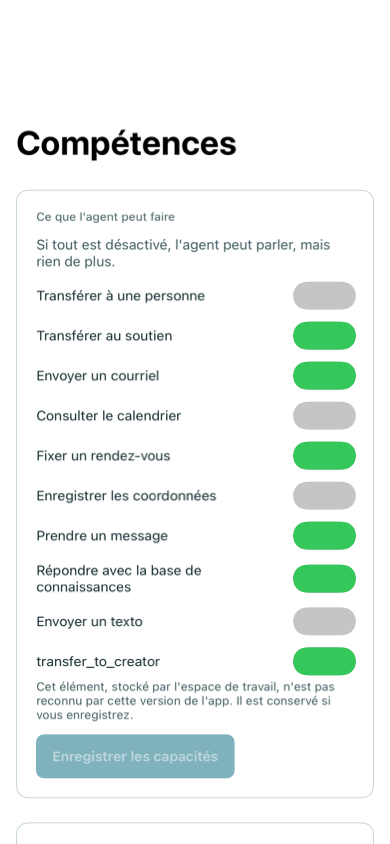 Compétences
Ce que l'agent peut faire
Si tout est désactivé, l'agent peut parler, mais
rien de plus.
Transférer à une personne
Transférer au soutien
Envoyer un courriel
Consulter le calendrier
Fixer un rendez-vous
Enregistrer les coordonnées
Prendre un message
Répondre avec la base de
connaissances
Envoyer un texto
transfer_to_creator
Cet élément, stocké par l'espace de travail, n'est pas
reconnu par cette version de l'app. Il est conservé si
vous enregistrez.
Enregistrer les capacités